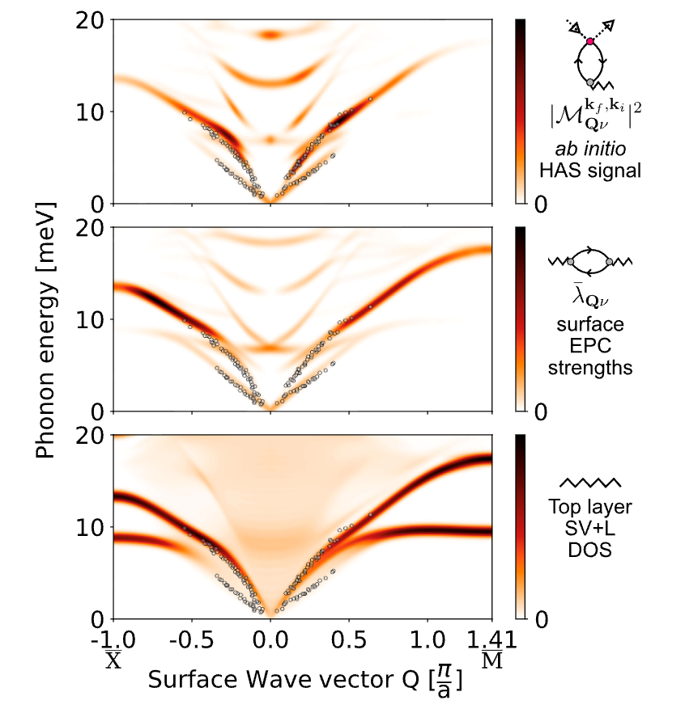 Phonon energy [meV]
20
10
0
0
|𝓜_{Qν}^{k_f,k_i}|²
ab initio
HAS signal
20
10
0
0
λ̄_{Qν}
surface
EPC
strengths
20
10
0
0
Top layer
SV+L
DOS
-1.0 -0.5 0.0 0.5 1.0 1.41
X̅ M̅
Surface Wave vector Q [π/a]